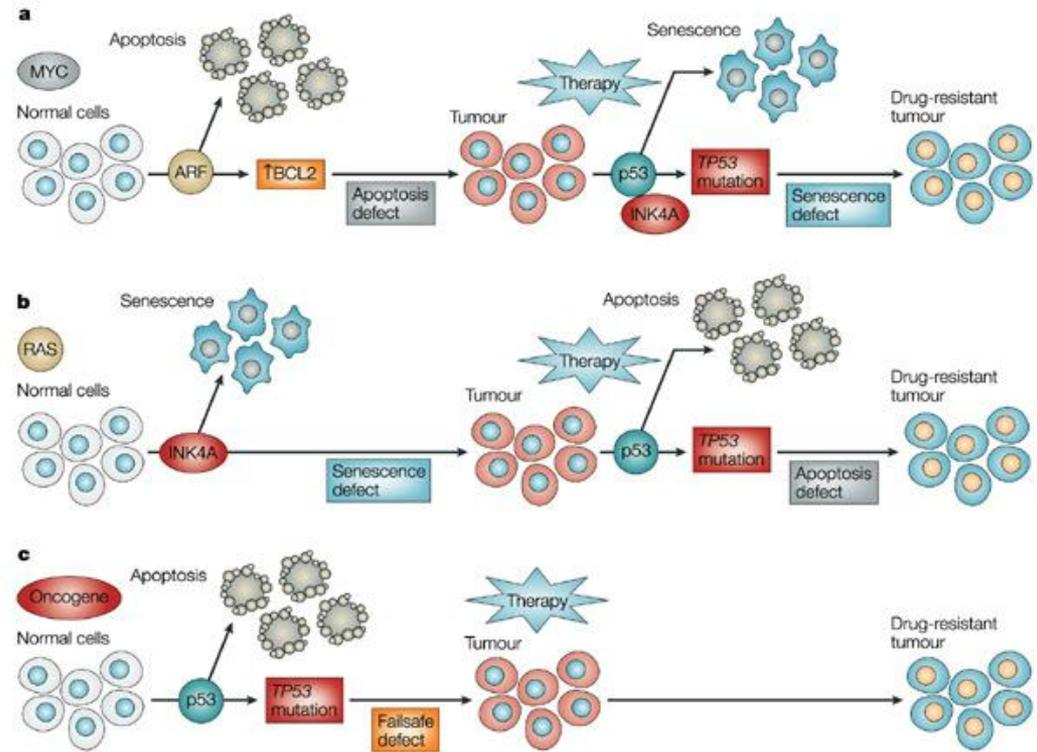 a
Apoptosis
Senescence
MYC
Therapy
Normal cells
Tumour
Drug-resistant
tumour
ARF
↑BCL2
Apoptosis
defect
p53
INK4A
TP53
mutation
Senescence
defect
b
Senescence
Apoptosis
RAS
Therapy
Normal cells
Tumour
Drug-resistant
tumour
INK4A
Senescence
defect
p53
TP53
mutation
Apoptosis
defect
c
Apoptosis
Oncogene
Therapy
Normal cells
Tumour
Drug-resistant
tumour
p53
TP53
mutation
Failsafe
defect